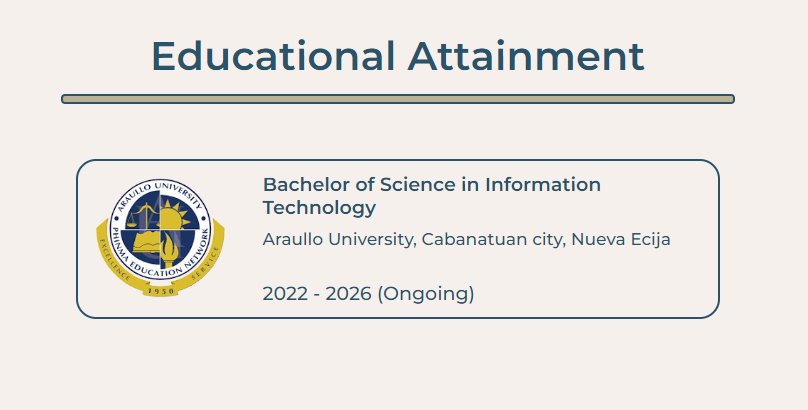 Educational Attainment
ARAULLO UNIVERSITY
PHINMA EDUCATION NETWORK
EXCELLENCE
SERVICE
1950
Bachelor of Science in Information
Technology
Araullo University, Cabanatuan city, Nueva Ecija
2022 - 2026 (Ongoing)